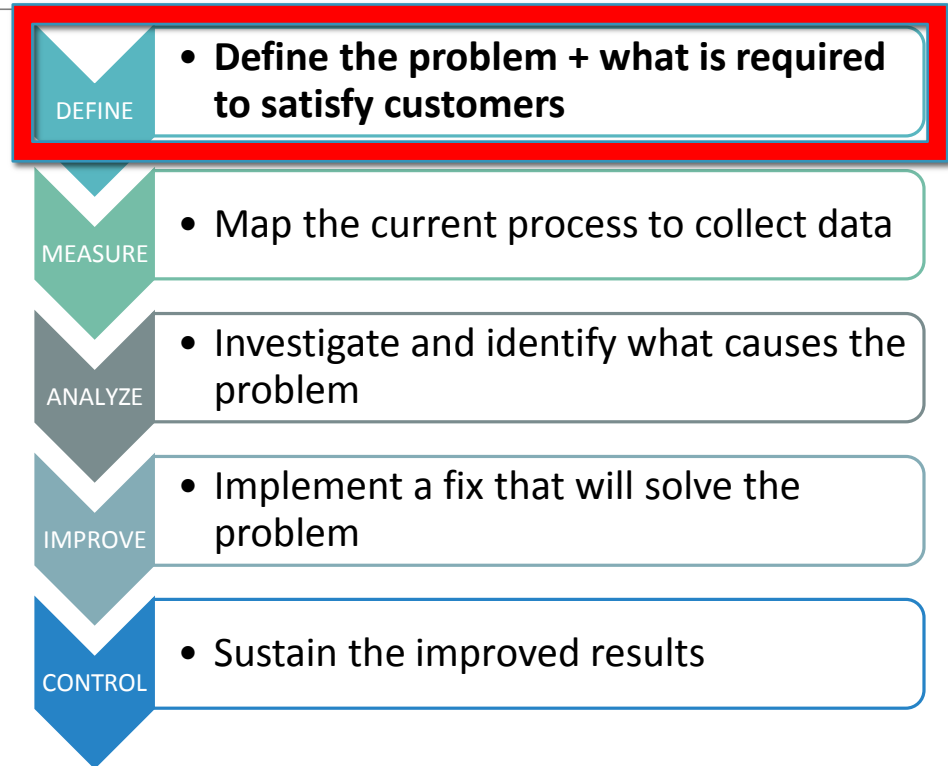 DEFINE
• Define the problem + what is required
to satisfy customers
MEASURE
• Map the current process to collect data
ANALYZE
• Investigate and identify what causes the
problem
IMPROVE
• Implement a fix that will solve the
problem
CONTROL
• Sustain the improved results